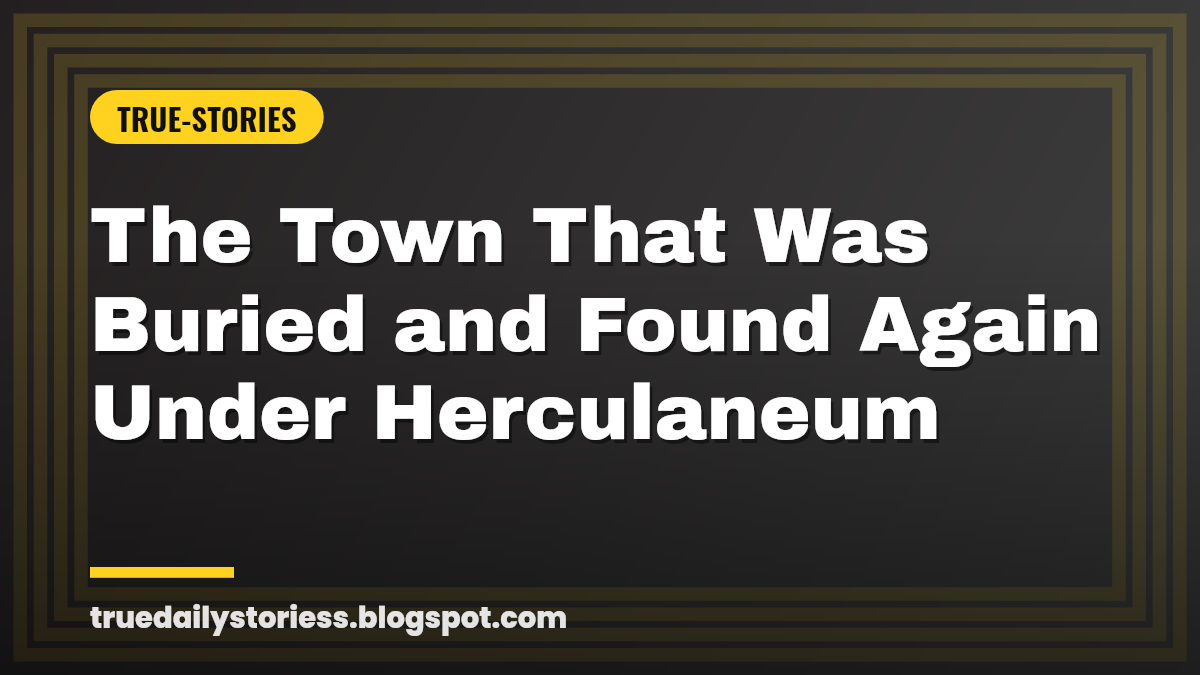 TRUE-STORIES
The Town That Was
Buried and Found Again
Under Herculaneum
truedailystoriess.blogspot.com